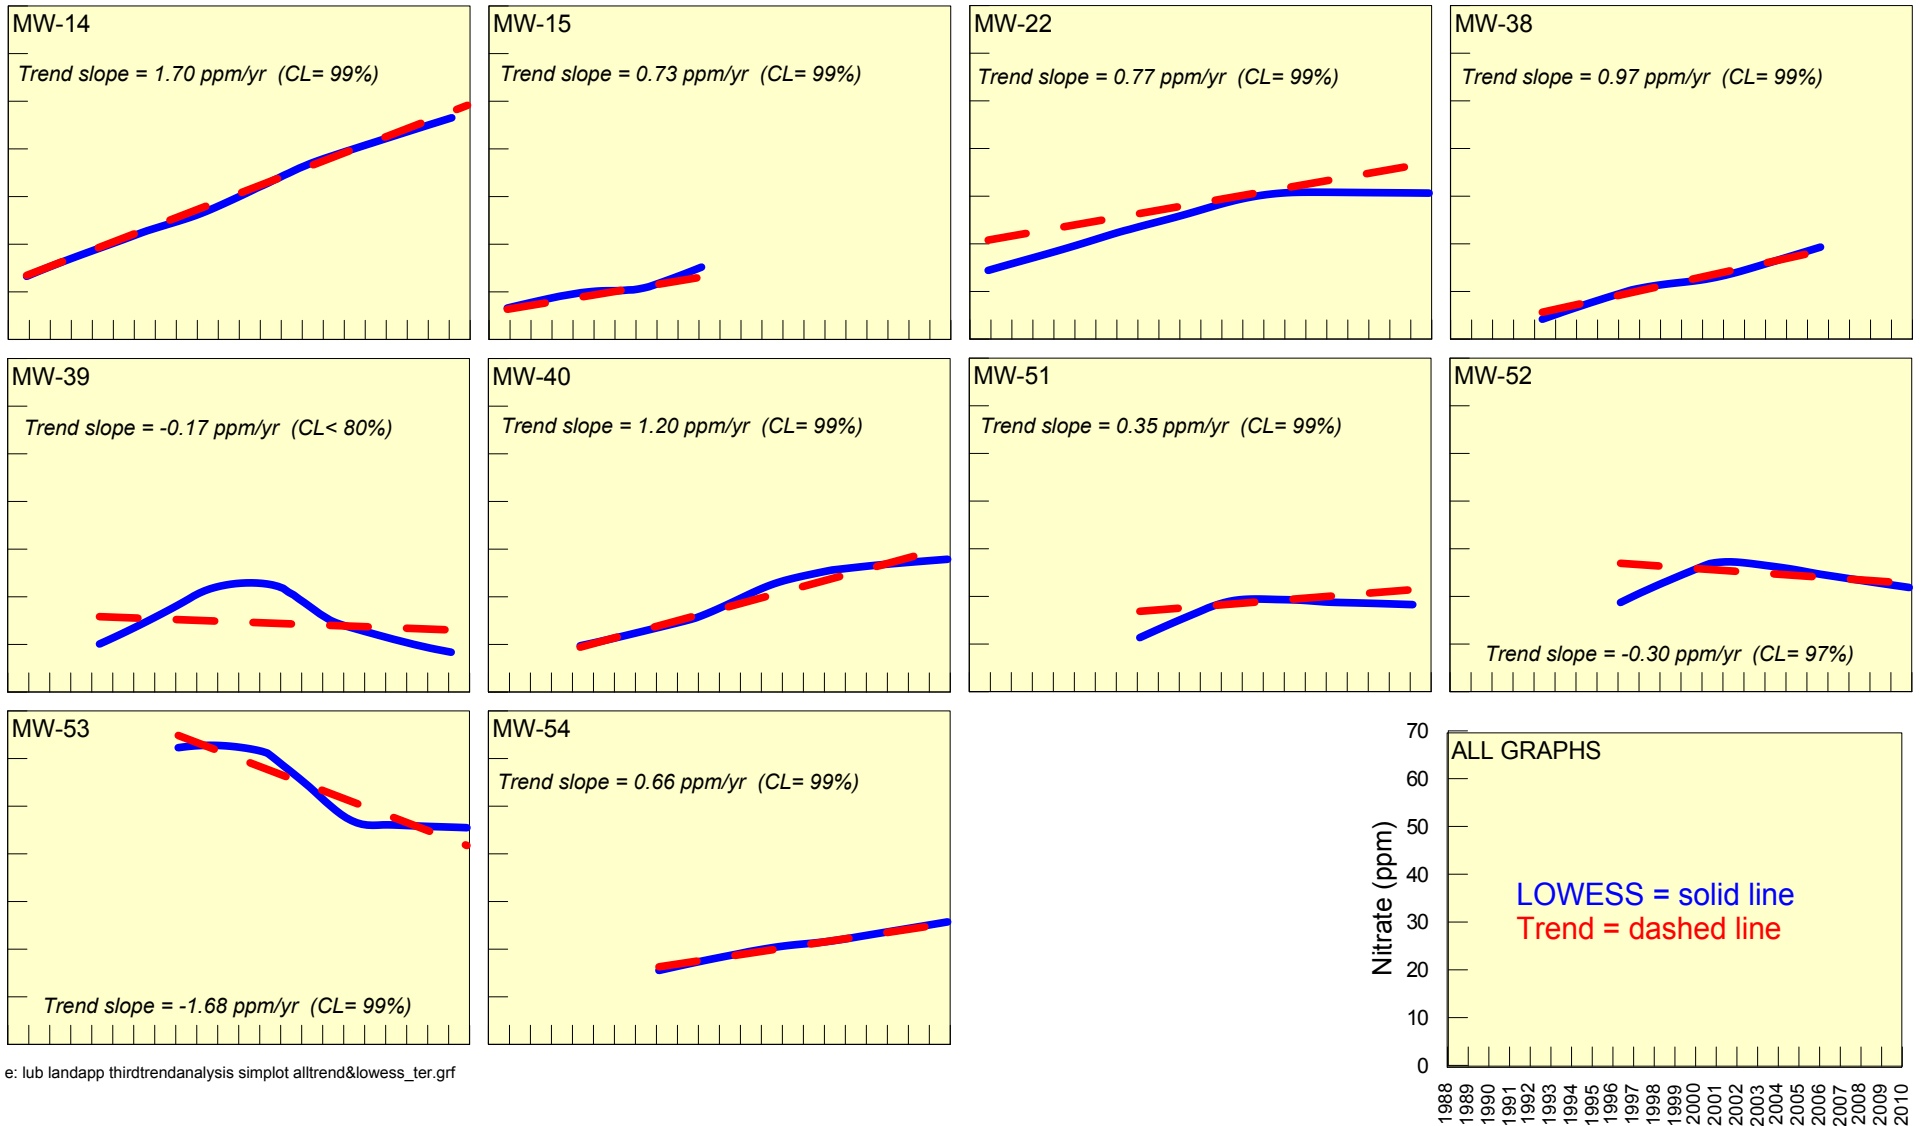 MW-14
Trend slope = 1.70 ppm/yr (CL= 99%)
MW-15
Trend slope = 0.73 ppm/yr (CL= 99%)
MW-22
Trend slope = 0.77 ppm/yr (CL= 99%)
MW-38
Trend slope = 0.97 ppm/yr (CL= 99%)
MW-39
Trend slope = -0.17 ppm/yr (CL< 80%)
MW-40
Trend slope = 1.20 ppm/yr (CL= 99%)
MW-51
Trend slope = 0.35 ppm/yr (CL= 99%)
MW-52
Trend slope = -0.30 ppm/yr (CL= 97%)
MW-53
Trend slope = -1.68 ppm/yr (CL= 99%)
MW-54
Trend slope = 0.66 ppm/yr (CL= 99%)
ALL GRAPHS
LOWESS = solid line
Trend = dashed line
Nitrate (ppm)
70
60
50
40
30
20
10
0
1988
1989
1990
1991
1992
1993
1994
1995
1996
1997
1998
1999
2000
2001
2002
2003
2004
2005
2006
2007
2008
2009
2010
e: lub landapp thirdtrendanalysis simplot alltrend&lowess_ter.grf